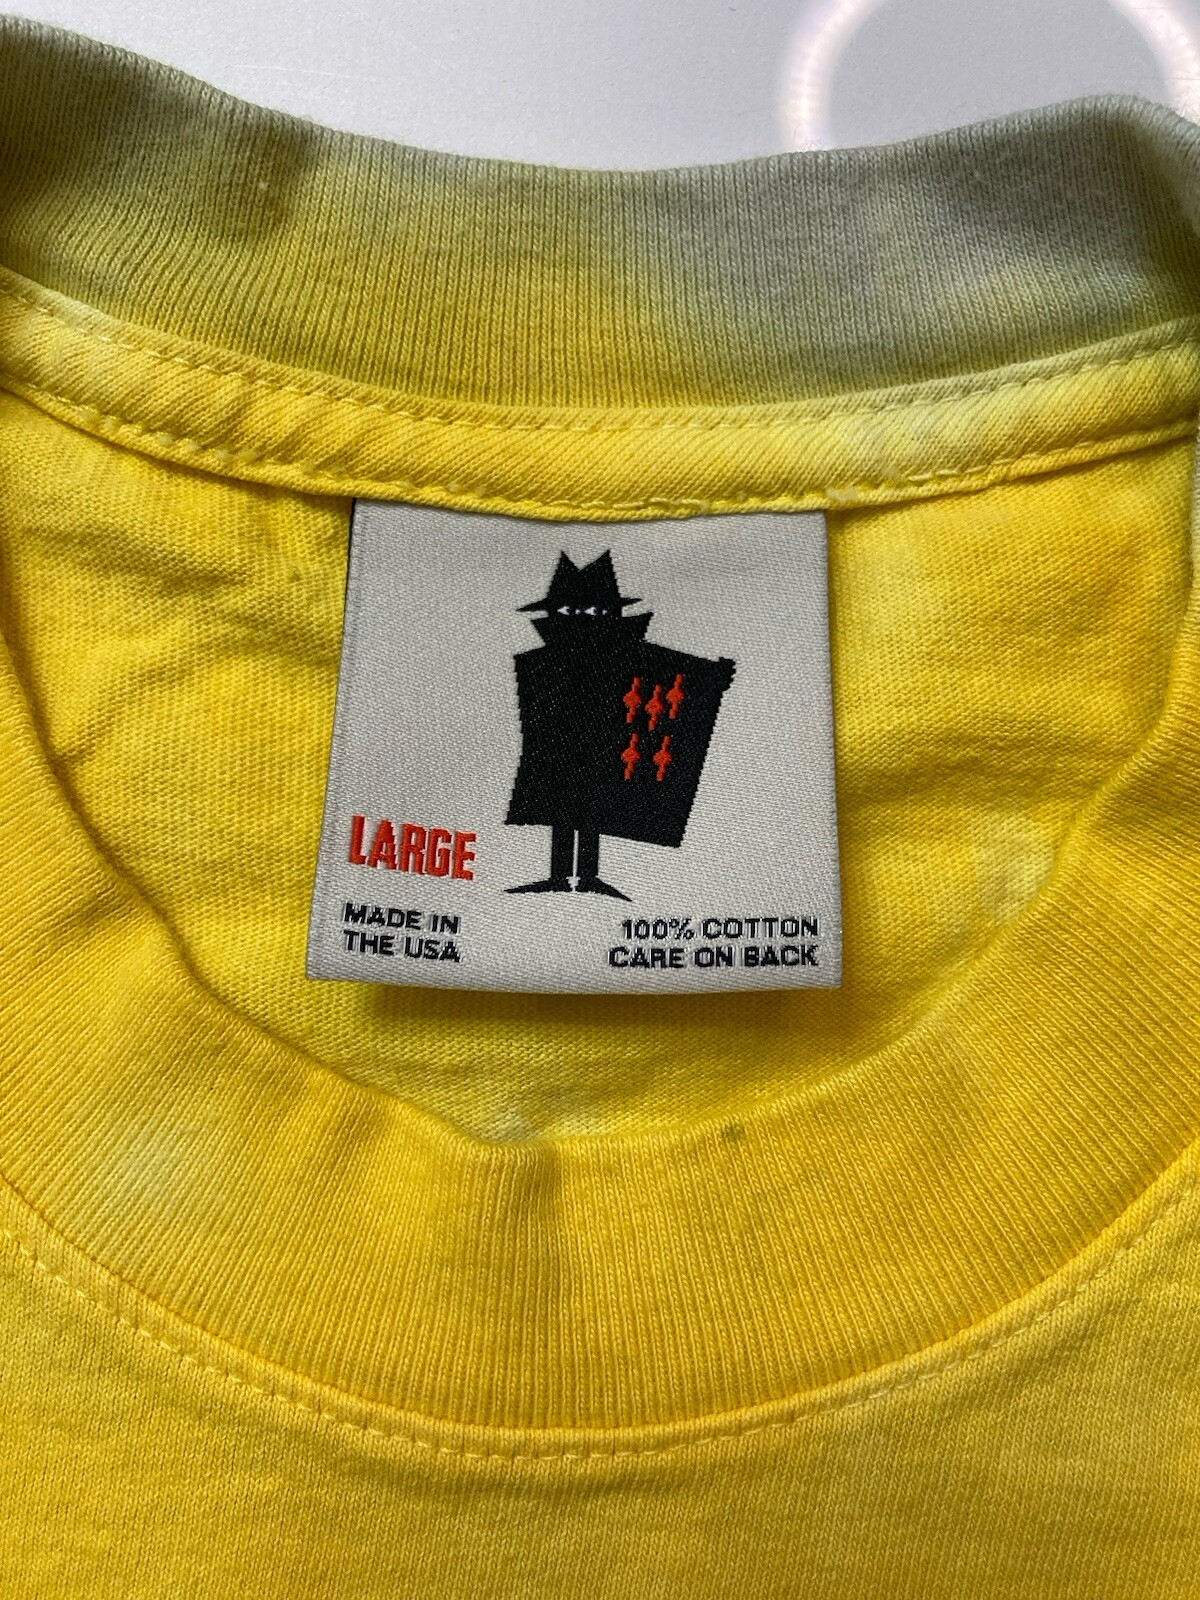 LARGE
MADE IN
THE USA
100% COTTON
CARE ON BACK